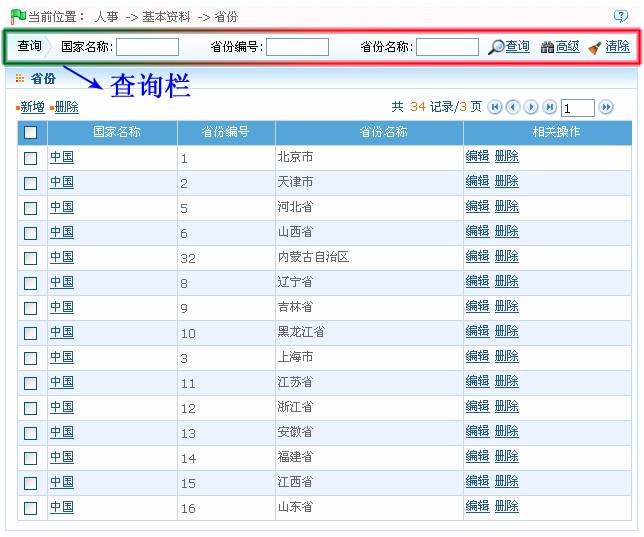 当前位置： 人事 -> 基本资料 -> 省份
查询 国家名称: 省份编号: 省份名称: 查询 高级 清除
查询栏
省份
新增 删除 共 34 记录/3 页 1
国家名称 省份编号 省份名称 相关操作
中国 1 北京市 编辑 删除
中国 2 天津市 编辑 删除
中国 5 河北省 编辑 删除
中国 6 山西省 编辑 删除
中国 32 内蒙古自治区 编辑 删除
中国 8 辽宁省 编辑 删除
中国 9 吉林省 编辑 删除
中国 10 黑龙江省 编辑 删除
中国 3 上海市 编辑 删除
中国 11 江苏省 编辑 删除
中国 12 浙江省 编辑 删除
中国 13 安徽省 编辑 删除
中国 14 福建省 编辑 删除
中国 15 江西省 编辑 删除
中国 16 山东省 编辑 删除